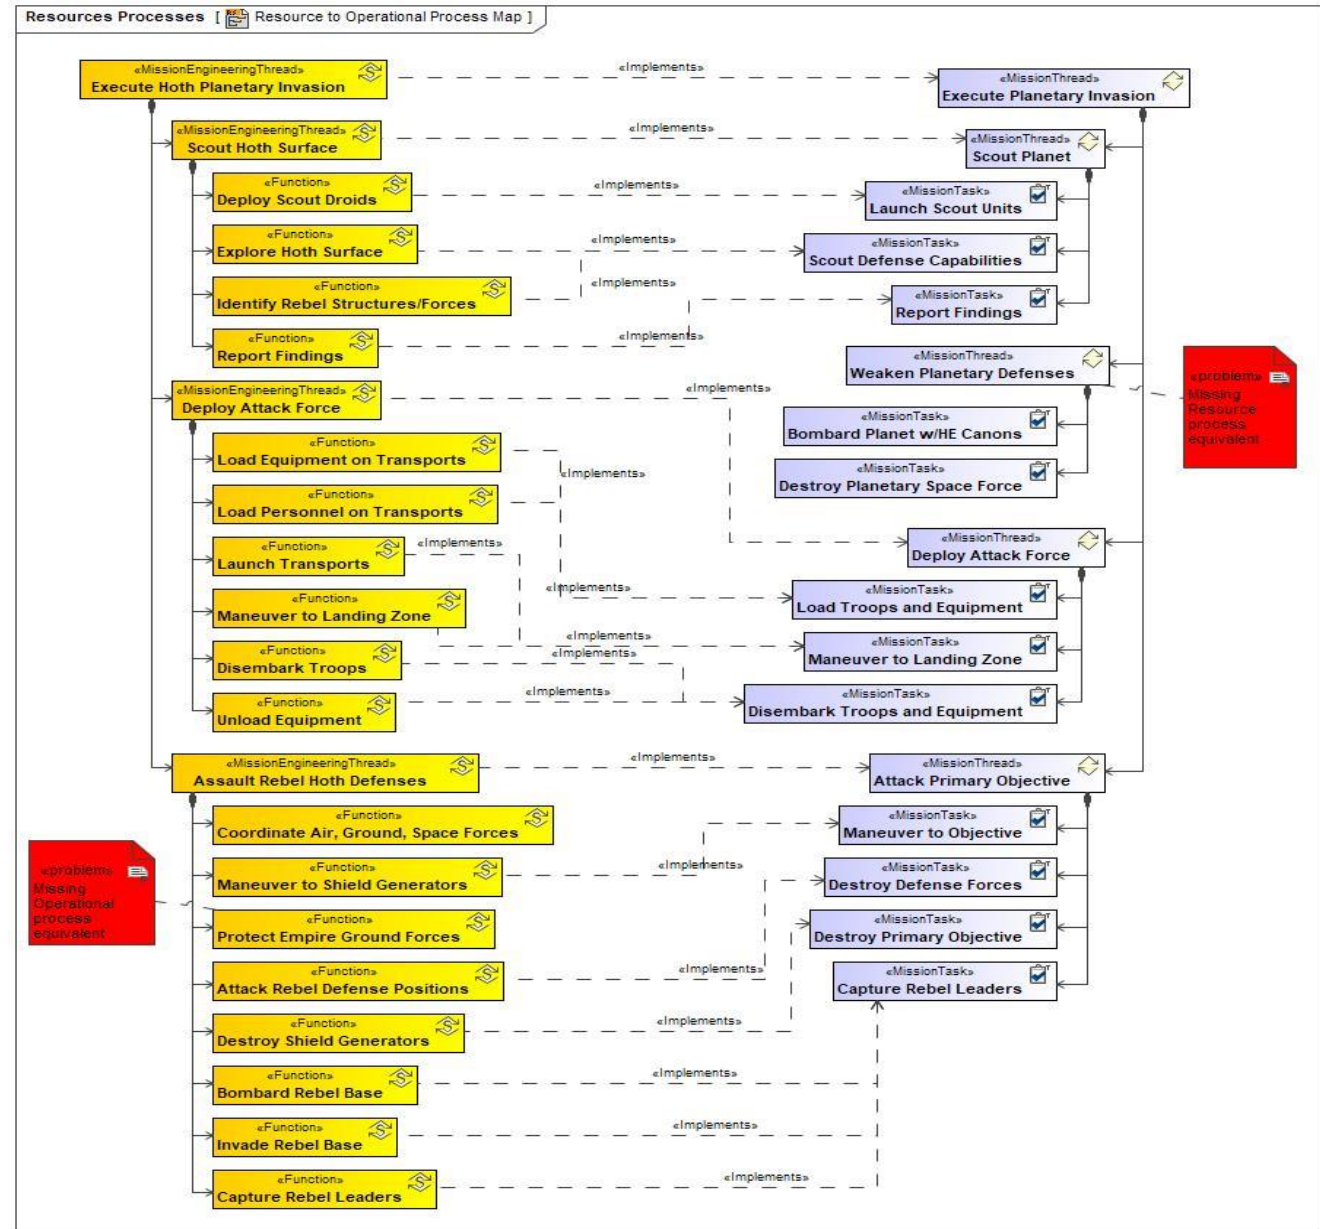 Resources Processes [ Resource to Operational Process Map ]
«MissionEngineeringThread»
Execute Hoth Planetary Invasion
«Implements»
«MissionThread»
Execute Planetary Invasion
«MissionEngineeringThread»
Scout Hoth Surface
«Implements»
«MissionThread»
Scout Planet
«Function»
Deploy Scout Droids
«Implements»
«MissionTask»
Launch Scout Units
«Function»
Explore Hoth Surface
«Implements»
«MissionTask»
Scout Defense Capabilities
«Function»
Identify Rebel Structures/Forces
«Implements»
«MissionTask»
Report Findings
«Function»
Report Findings
«Implements»
«MissionThread»
Weaken Planetary Defenses
«problem»
Missing
Resource
process
equivalent
«MissionEngineeringThread»
Deploy Attack Force
«Implements»
«MissionTask»
Bombard Planet w/HE Canons
«Function»
Load Equipment on Transports
«Implements»
«MissionTask»
Destroy Planetary Space Force
«Function»
Load Personnel on Transports
«Function»
Launch Transports
«Implements»
«MissionThread»
Deploy Attack Force
«Function»
Maneuver to Landing Zone
«Implements»
«MissionTask»
Load Troops and Equipment
«Function»
Disembark Troops
«Implements»
«Implements»
«MissionTask»
Maneuver to Landing Zone
«Function»
Unload Equipment
«Implements»
«MissionTask»
Disembark Troops and Equipment
«MissionEngineeringThread»
Assault Rebel Hoth Defenses
«Implements»
«MissionThread»
Attack Primary Objective
«Function»
Coordinate Air, Ground, Space Forces
«MissionTask»
Maneuver to Objective
«problem»
Missing
Operational
process
equivalent
«Function»
Maneuver to Shield Generators
«Implements»
«MissionTask»
Destroy Defense Forces
«Function»
Protect Empire Ground Forces
«MissionTask»
Destroy Primary Objective
«Function»
Attack Rebel Defense Positions
«Implements»
«MissionTask»
Capture Rebel Leaders
«Function»
Destroy Shield Generators
«Implements»
«Function»
Bombard Rebel Base
«Implements»
«Function»
Invade Rebel Base
«Implements»
«Function»
Capture Rebel Leaders
«Implements»